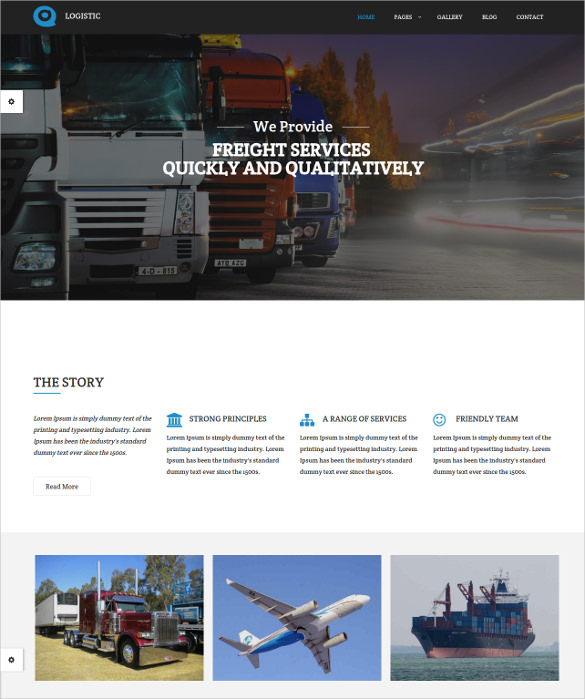 LOGISTIC
HOME PAGES GALLERY BLOG CONTACT
We Provide
FREIGHT SERVICES
QUICKLY AND QUALITATIVELY
4-D - 815
THE STORY
Lorem Ipsum is simply dummy text of the
printing and typesetting industry. Lorem
Ipsum has been the industry's standard
dummy text ever since the 1500s.
Read More
STRONG PRINCIPLES
Lorem Ipsum is simply dummy text of the
printing and typesetting industry. Lorem
Ipsum has been the industry's standard
dummy text ever since the 1500s.
A RANGE OF SERVICES
Lorem Ipsum is simply dummy text of the
printing and typesetting industry. Lorem
Ipsum has been the industry's standard
dummy text ever since the 1500s.
FRIENDLY TEAM
Lorem Ipsum is simply dummy text of the
printing and typesetting industry. Lorem
Ipsum has been the industry's standard
dummy text ever since the 1500s.